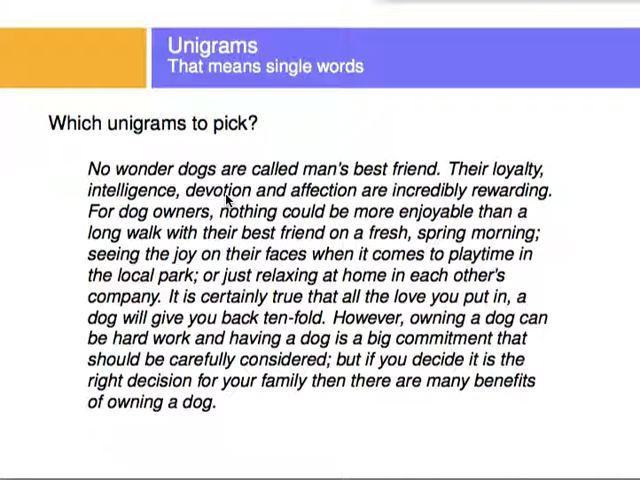 Unigrams
That means single words
Which unigrams to pick?
No wonder dogs are called man's best friend. Their loyalty,
intelligence, devotion and affection are incredibly rewarding.
For dog owners, nothing could be more enjoyable than a
long walk with their best friend on a fresh, spring morning;
seeing the joy on their faces when it comes to playtime in
the local park; or just relaxing at home in each other's
company. It is certainly true that all the love you put in, a
dog will give you back ten-fold. However, owning a dog can
be hard work and having a dog is a big commitment that
should be carefully considered; but if you decide it is the
right decision for your family then there are many benefits
of owning a dog.